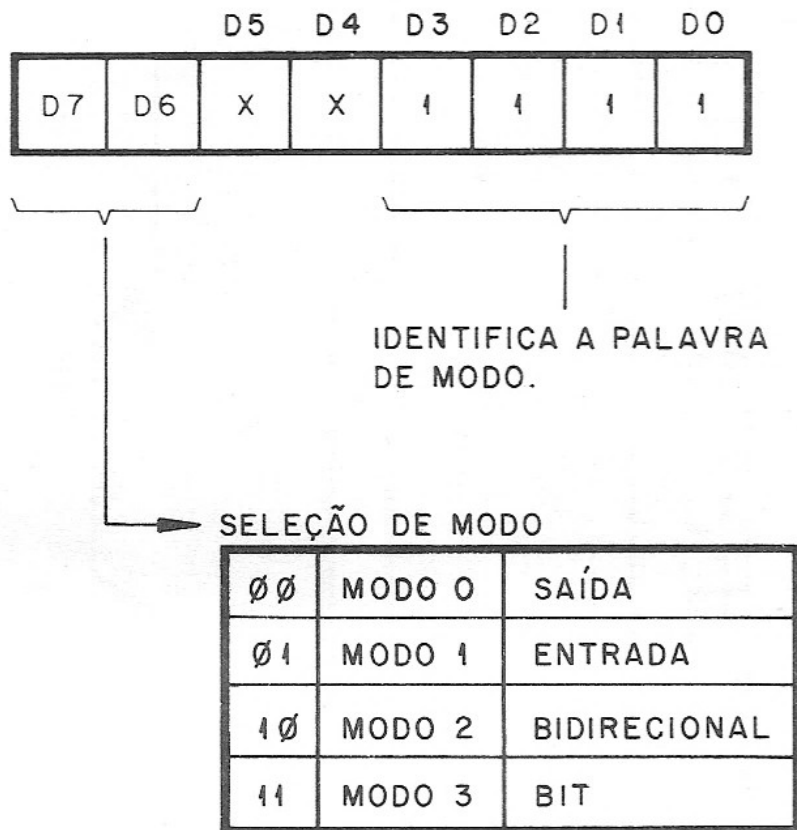 D5 D4 D3 D2 D1 D0
D7 D6 X X 1 1 1 1
IDENTIFICA A PALAVRA
DE MODO.
SELEÇÃO DE MODO
ØØ MODO 0 SAÍDA
Ø1 MODO 1 ENTRADA
1Ø MODO 2 BIDIRECIONAL
11 MODO 3 BIT